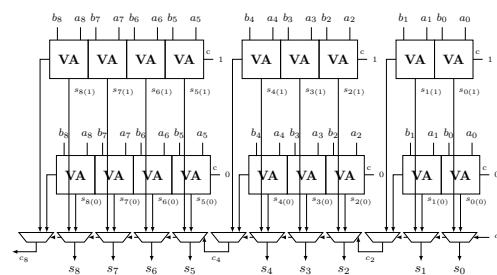 b8 a8 b7 a7 b6 a6 b5 a5 b4 a4 b3 a3 b2 a2 b1 a1 b0 a0
VA VA VA VA c 1 VA VA VA c 1 VA VA c 1
s8(1) s7(1) s6(1) s5(1) s4(1) s3(1) s2(1) s1(1) s0(1)
b8 a8 b7 a7 b6 a6 b5 a5 b4 a4 b3 a3 b2 a2 b1 a1 b0 a0
VA VA VA VA c 0 VA VA VA c 0 VA VA c 0
s8(0) s7(0) s6(0) s5(0) s4(0) s3(0) s2(0) s1(0) s0(0)
c8 c4 c2
s8 s7 s6 s5 s4 s3 s2 s1 s0